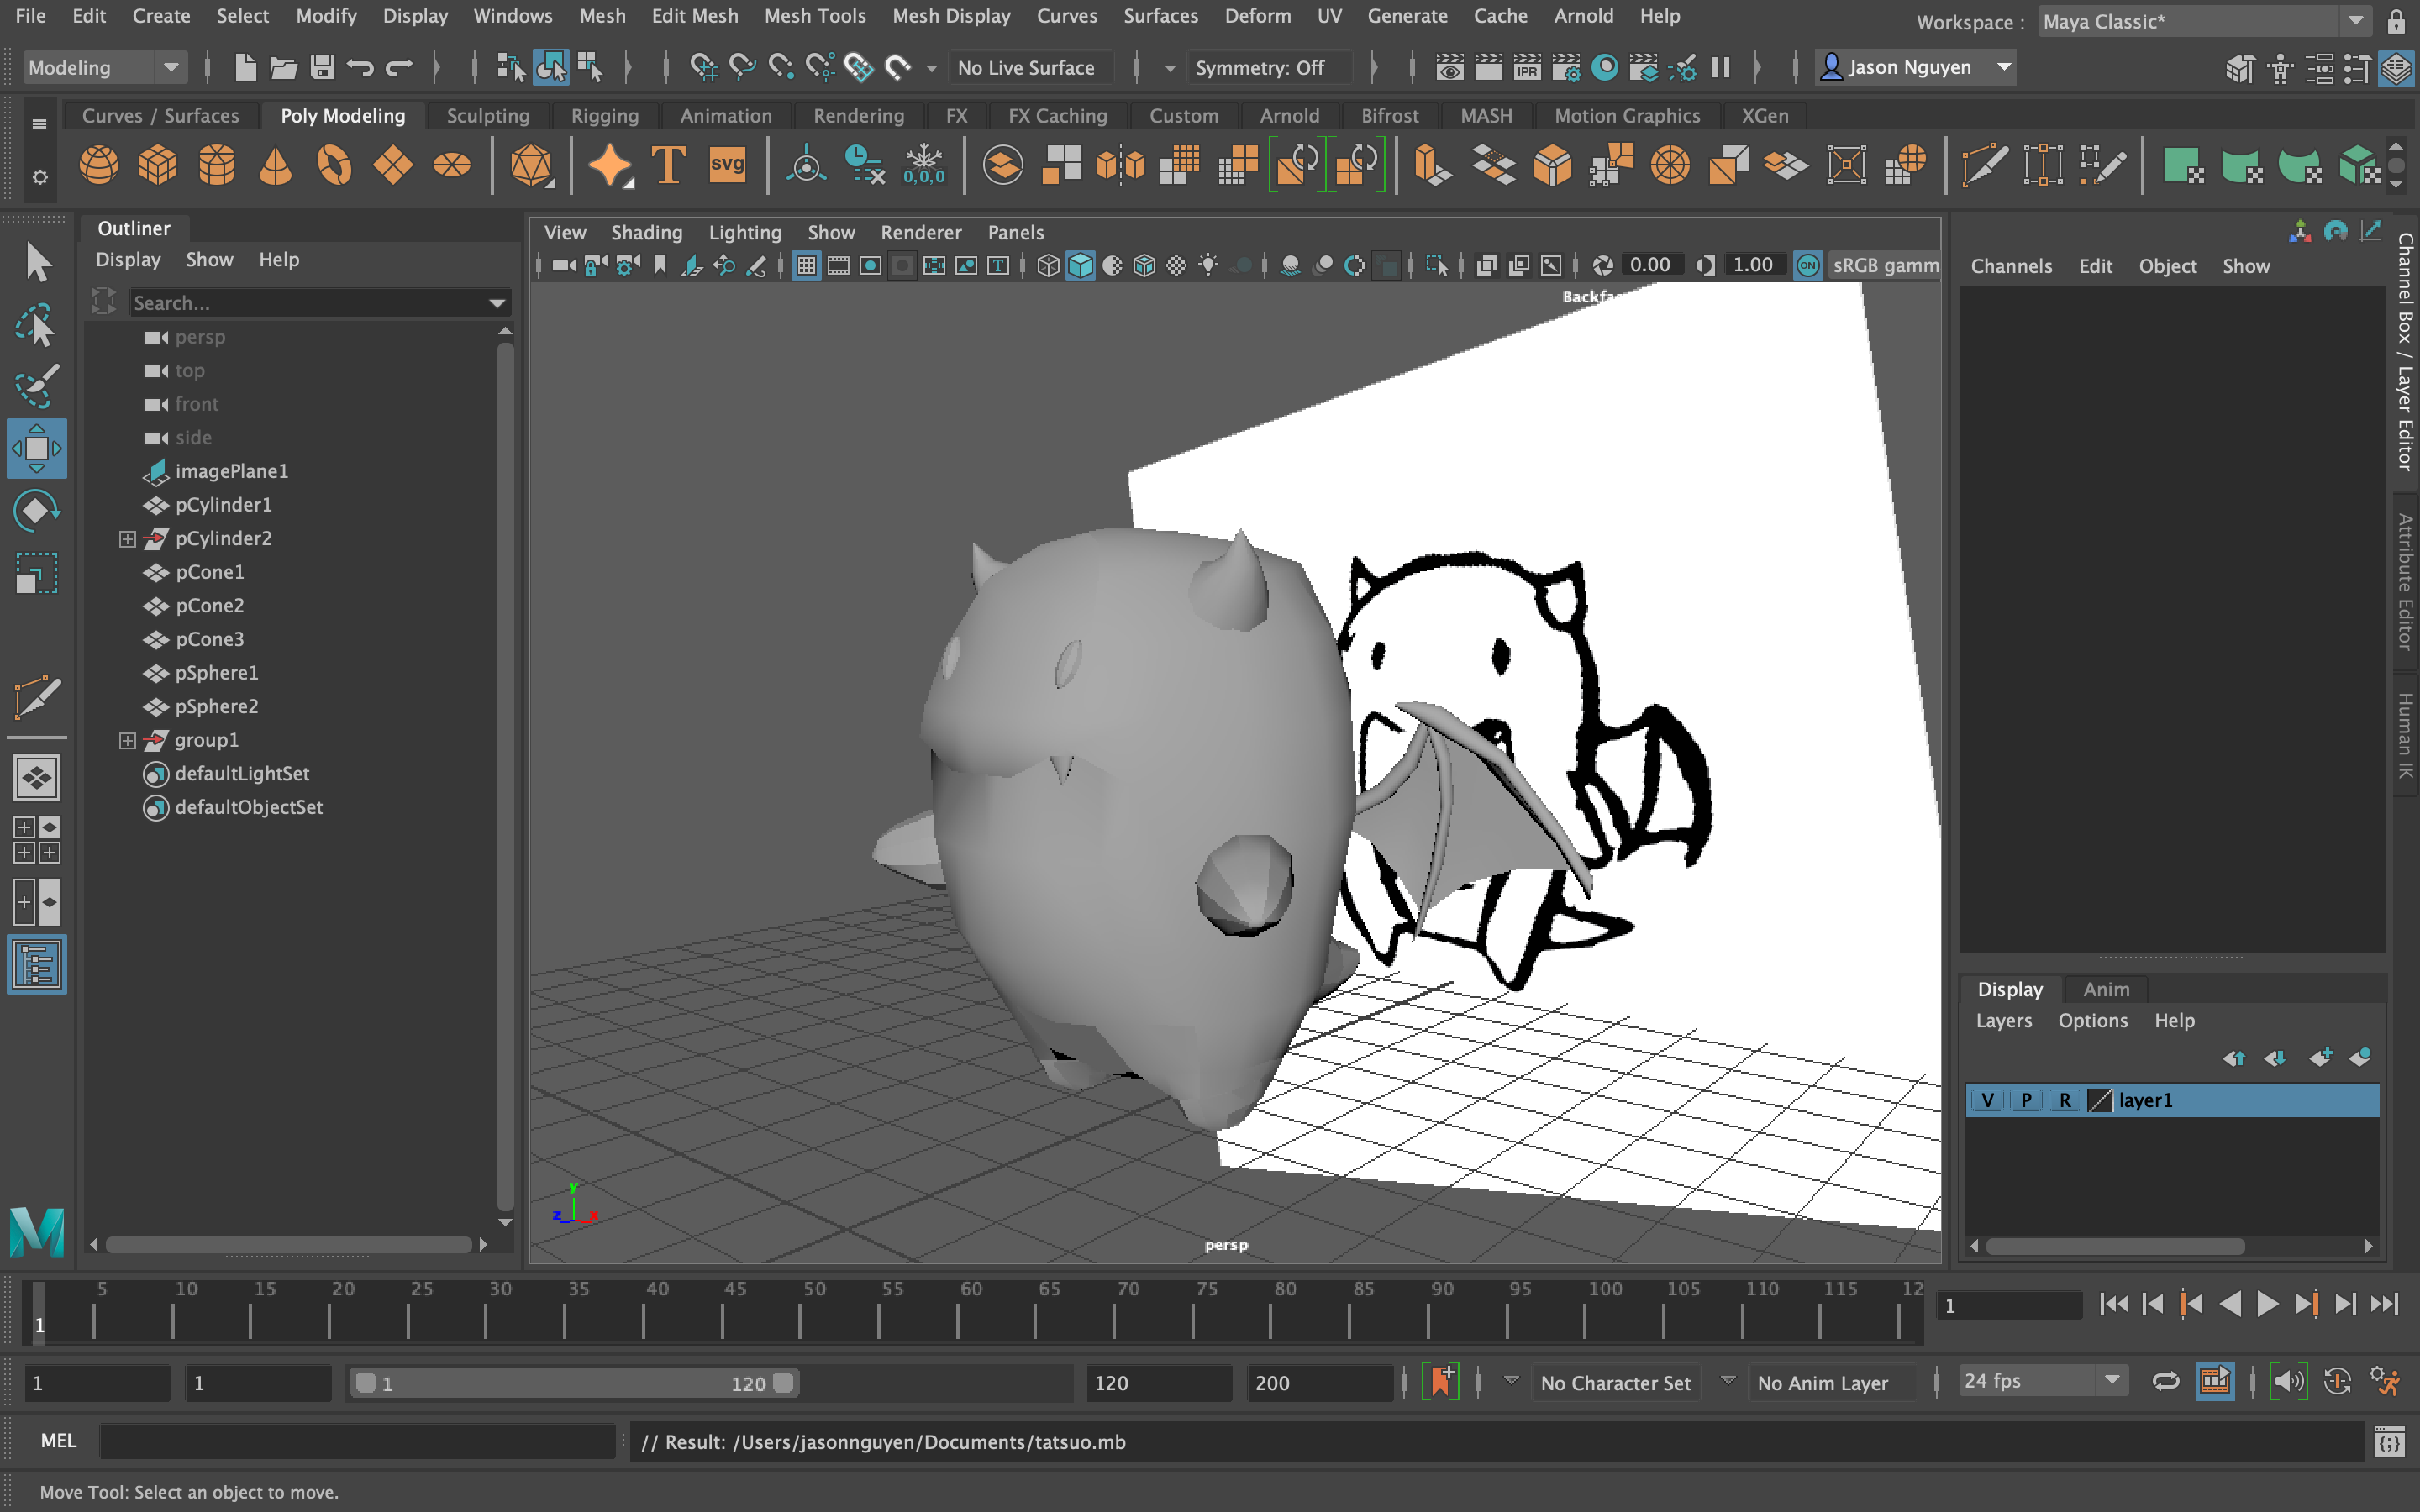 File Edit Create Select Modify Display Windows Mesh Edit Mesh Mesh Tools Mesh Display Curves Surfaces Deform UV Generate Cache Arnold Help
Workspace : Maya Classic*
Modeling No Live Surface Symmetry: Off IPR Jason Nguyen
Curves / Surfaces Poly Modeling Sculpting Rigging Animation Rendering FX FX Caching Custom Arnold Bifrost MASH Motion Graphics XGen
T svg 0,0,0
Outliner
Display Show Help
Search...
persp
top
front
side
imagePlane1
pCylinder1
pCylinder2
pCone1
pCone2
pCone3
pSphere1
pSphere2
group1
defaultLightSet
defaultObjectSet
View Shading Lighting Show Renderer Panels
T 0.00 1.00 ON sRGB gamm
Backfa
y
z x
persp
Channels Edit Object Show
Channel Box / Layer Editor
Attribute Editor
Human IK
Display Anim
Layers Options Help
V P R layer1
M
5 10 15 20 25 30 35 40 45 50 55 60 65 70 75 80 85 90 95 100 105 110 115 12
1
1
1 1 1 120 120 200 No Character Set No Anim Layer 24 fps
MEL // Result: /Users/jasonnguyen/Documents/tatsuo.mb
Move Tool: Select an object to move.